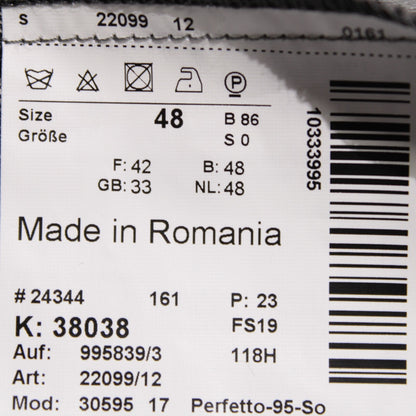 S 22099 12 0161
P
Size 48 B 86
Größe S 0
F: 42 B: 48
GB: 33 NL: 48
10333995
Made in Romania
# 24344 161 P: 23
K: 38038 FS19
Auf: 995839/3 118H
Art: 22099/12
Mod: 30595 17 Perfetto-95-So